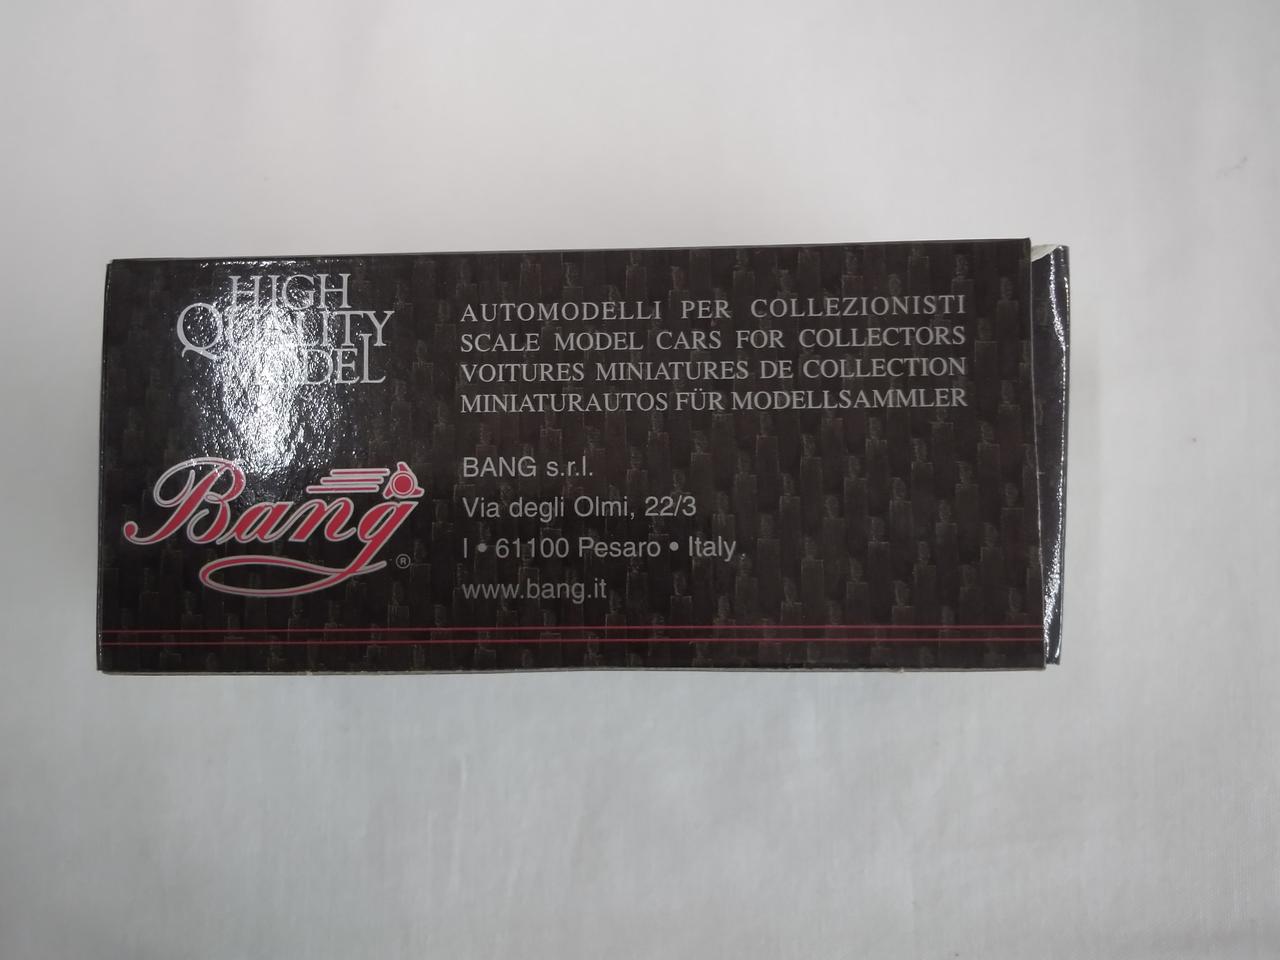 HIGH
QUALITY
MODEL
Bang
®
AUTOMODELLI PER COLLEZIONISTI
SCALE MODEL CARS FOR COLLECTORS
VOITURES MINIATURES DE COLLECTION
MINIATURAUTOS FÜR MODELLSAMMLER
BANG s.r.l.
Via degli Olmi, 22/3
I • 61100 Pesaro • Italy
www.bang.it